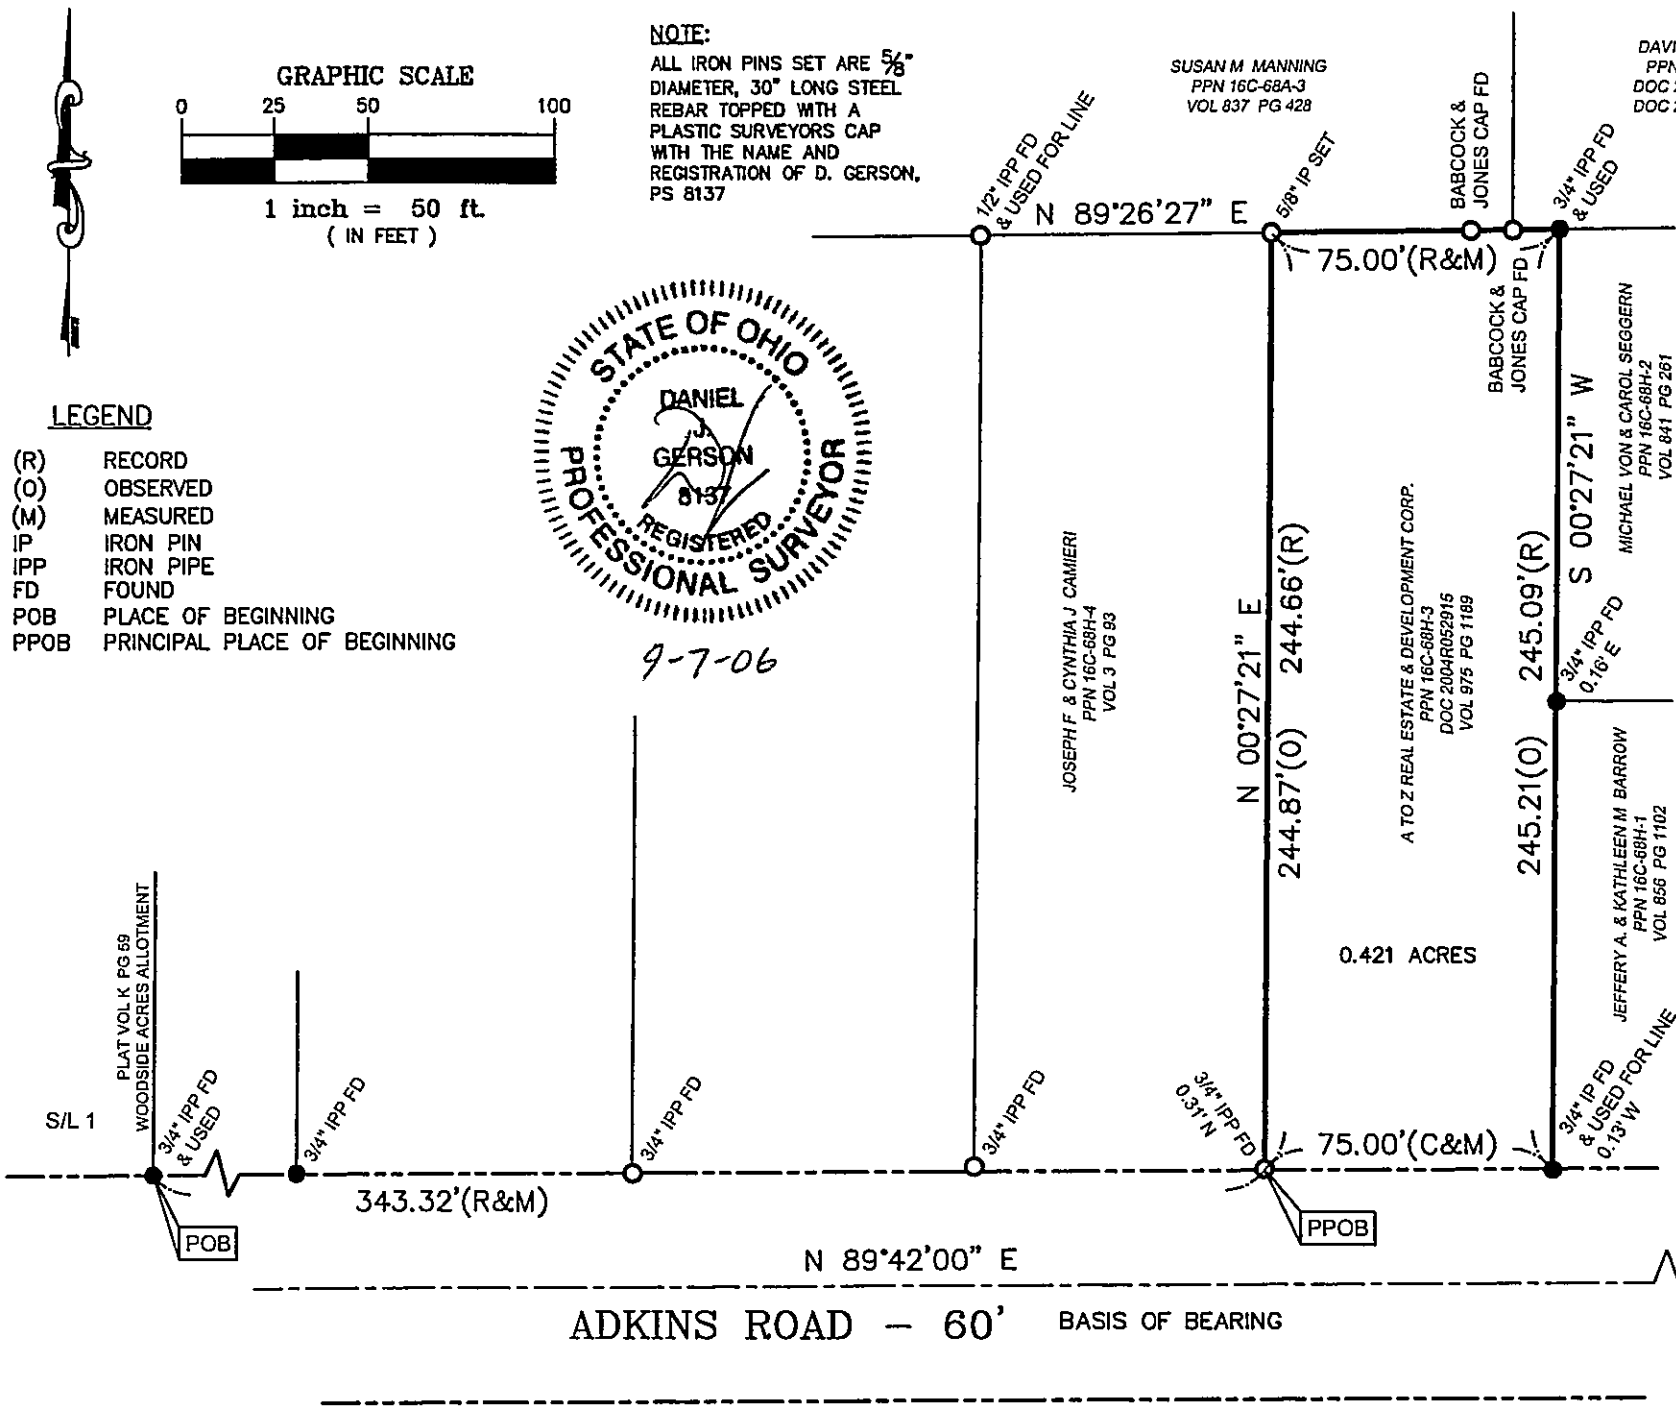 GRAPHIC SCALE
0 25 50 100
1 inch = 50 ft.
( IN FEET )
NOTE:
ALL IRON PINS SET ARE 5/8"
DIAMETER, 30" LONG STEEL
REBAR TOPPED WITH A
PLASTIC SURVEYORS CAP
WITH THE NAME AND
REGISTRATION OF D. GERSON,
PS 8137
SUSAN M MANNING
PPN 16C-68A-3
VOL 837 PG 428
DAVI
PPN
DOC
DOC
1/2" IPP FD
& USED FOR LINE
N 89°26'27" E
5/8" IP SET
BABCOCK &
JONES CAP FD
3/4" IPP FD
& USED
75.00'(R&M)
BABCOCK &
JONES CAP FD
STATE OF OHIO
DANIEL
J.
GERSON
8137
REGISTERED
PROFESSIONAL SURVEYOR
9-7-06
LEGEND
(R) RECORD
(O) OBSERVED
(M) MEASURED
IP IRON PIN
IPP IRON PIPE
FD FOUND
POB PLACE OF BEGINNING
PPOB PRINCIPAL PLACE OF BEGINNING
JOSEPH F & CYNTHIA J CAMIERI
PPN 16C-68H-4
VOL 3 PG 93
N 00°27'21" E
244.87'(O) 244.66'(R)
A TO Z REAL ESTATE & DEVELOPMENT CORP.
PPN 16C-68H-3
DOC 2004R052916
VOL 975 PG 1189
245.21(O) 245.09'(R)
S 00°27'21" W
MICHAEL VON & CAROL SEGGERN
PPN 16C-68H-2
VOL 841 PG 261
3/4" IPP FD
0.16' E
JEFFERY A. & KATHLEEN M BARROW
PPN 16C-68H-1
VOL 856 PG 1102
0.421 ACRES
PLAT VOL K PG 59
WOODSIDE ACRES ALLOTMENT
S/L 1
3/4" IPP FD
& USED
3/4" IPP FD
3/4" IPP FD
3/4" IPP FD
3/4" IPP FD
0.31' N
75.00'(C&M)
3/4" IP FD
& USED FOR LINE
0.13' W
343.32'(R&M)
POB
PPOB
N 89°42'00" E
ADKINS ROAD - 60' BASIS OF BEARING